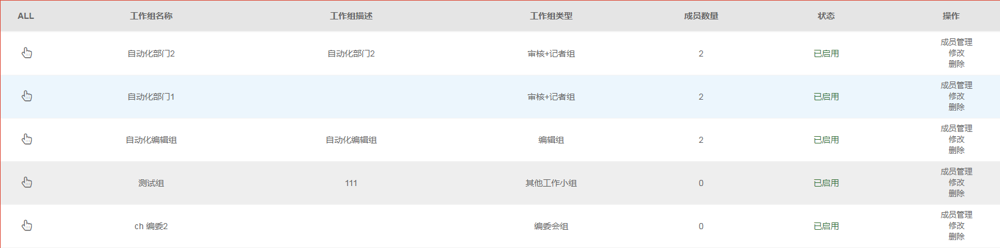 ALL 工作组名称 工作组描述 工作组类型 成员数量 状态 操作
自动化部门2 自动化部门2 审核+记者组 2 已启用 成员管理
修改
删除
自动化部门1 审核+记者组 2 已启用 成员管理
修改
删除
自动化编辑组 自动化编辑组 编辑组 2 已启用 成员管理
修改
删除
测试组 111 其他工作小组 0 已启用 成员管理
修改
删除
ch 编委2 编委会组 0 已启用 成员管理
修改
删除